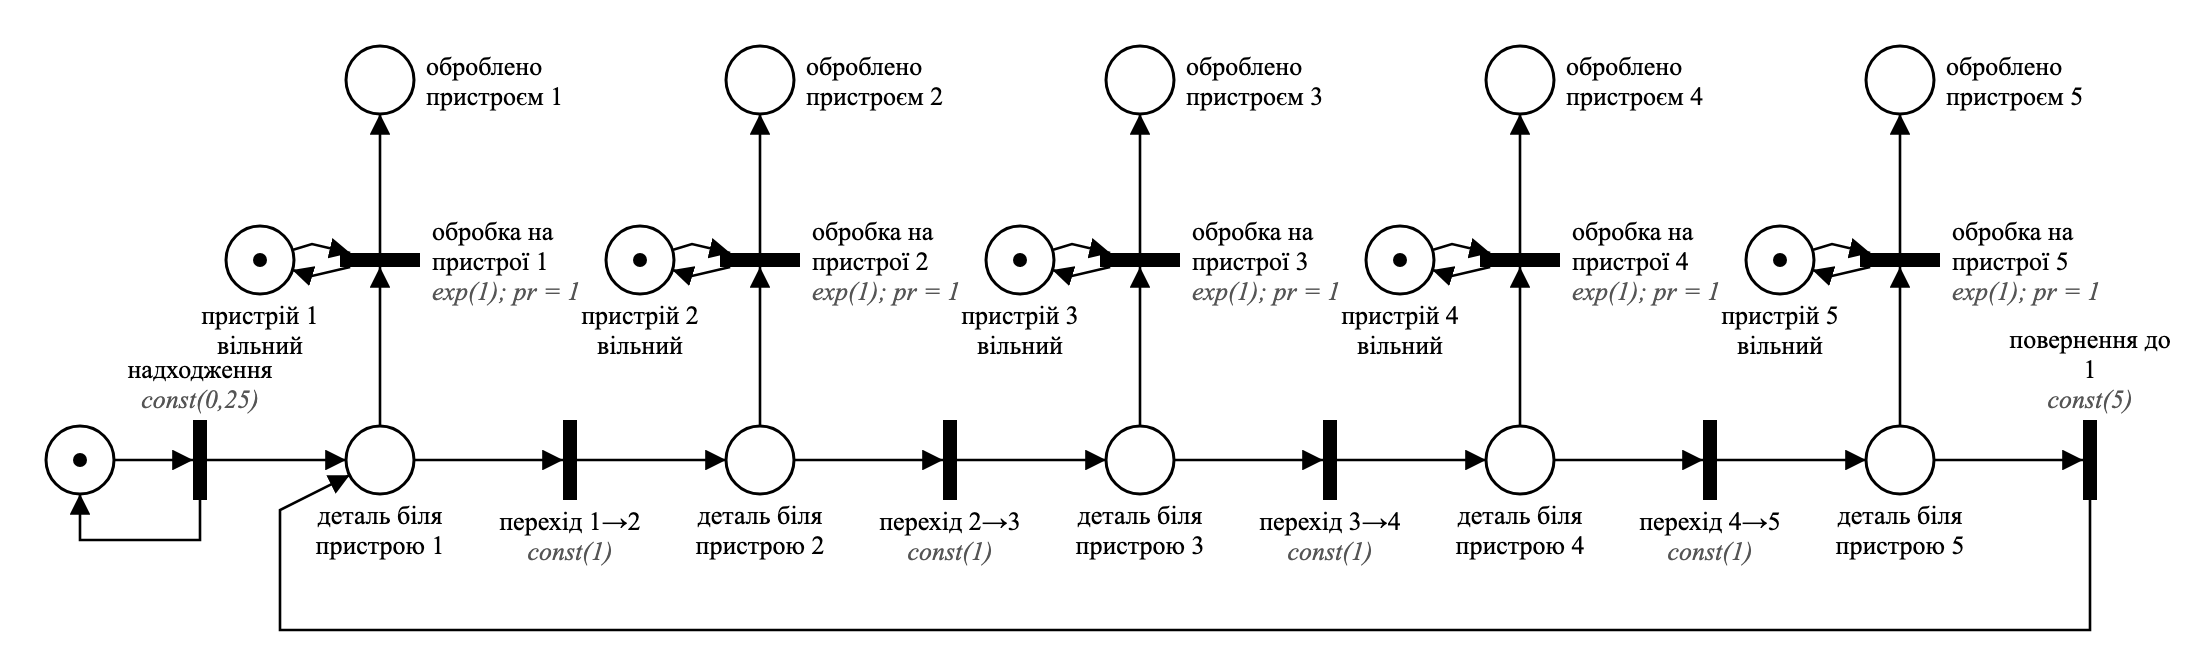 оброблено
пристроєм 1
оброблено
пристроєм 2
оброблено
пристроєм 3
оброблено
пристроєм 4
оброблено
пристроєм 5
обробка на
пристрої 1
exp(1); pr = 1
обробка на
пристрої 2
exp(1); pr = 1
обробка на
пристрої 3
exp(1); pr = 1
обробка на
пристрої 4
exp(1); pr = 1
обробка на
пристрої 5
exp(1); pr = 1
пристрій 1
вільний
пристрій 2
вільний
пристрій 3
вільний
пристрій 4
вільний
пристрій 5
вільний
надходження
const(0,25)
повернення до
1
const(5)
деталь біля
пристрою 1
перехід 1→2
const(1)
деталь біля
пристрою 2
перехід 2→3
const(1)
деталь біля
пристрою 3
перехід 3→4
const(1)
деталь біля
пристрою 4
перехід 4→5
const(1)
деталь біля
пристрою 5